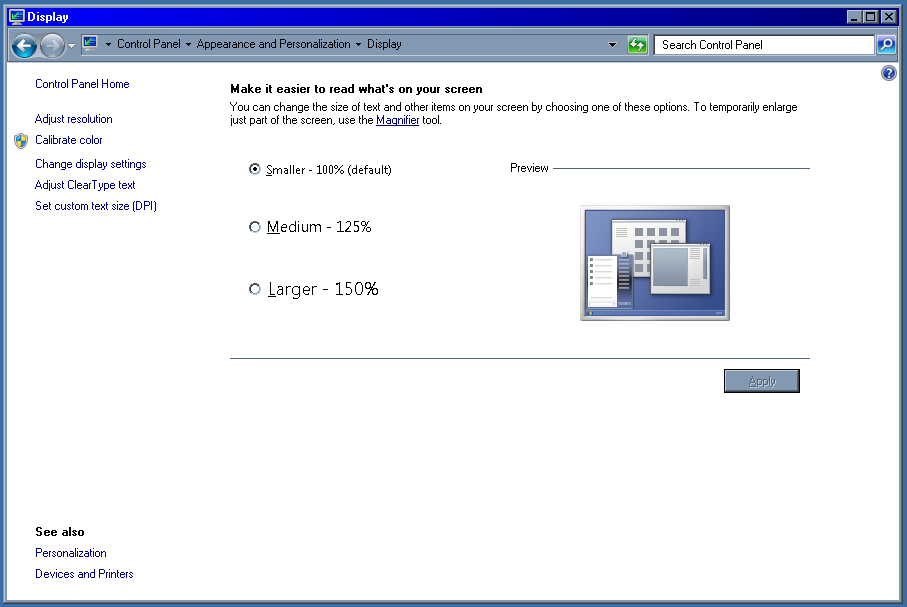 Display
Control Panel Appearance and Personalization Display
Search Control Panel
Control Panel Home
Adjust resolution
Calibrate color
Change display settings
Adjust ClearType text
Set custom text size (DPI)
Make it easier to read what's on your screen
You can change the size of text and other items on your screen by choosing one of these options. To temporarily enlarge
just part of the screen, use the Magnifier tool.
Smaller - 100% (default)
Medium - 125%
Larger - 150%
Preview
Apply
See also
Personalization
Devices and Printers